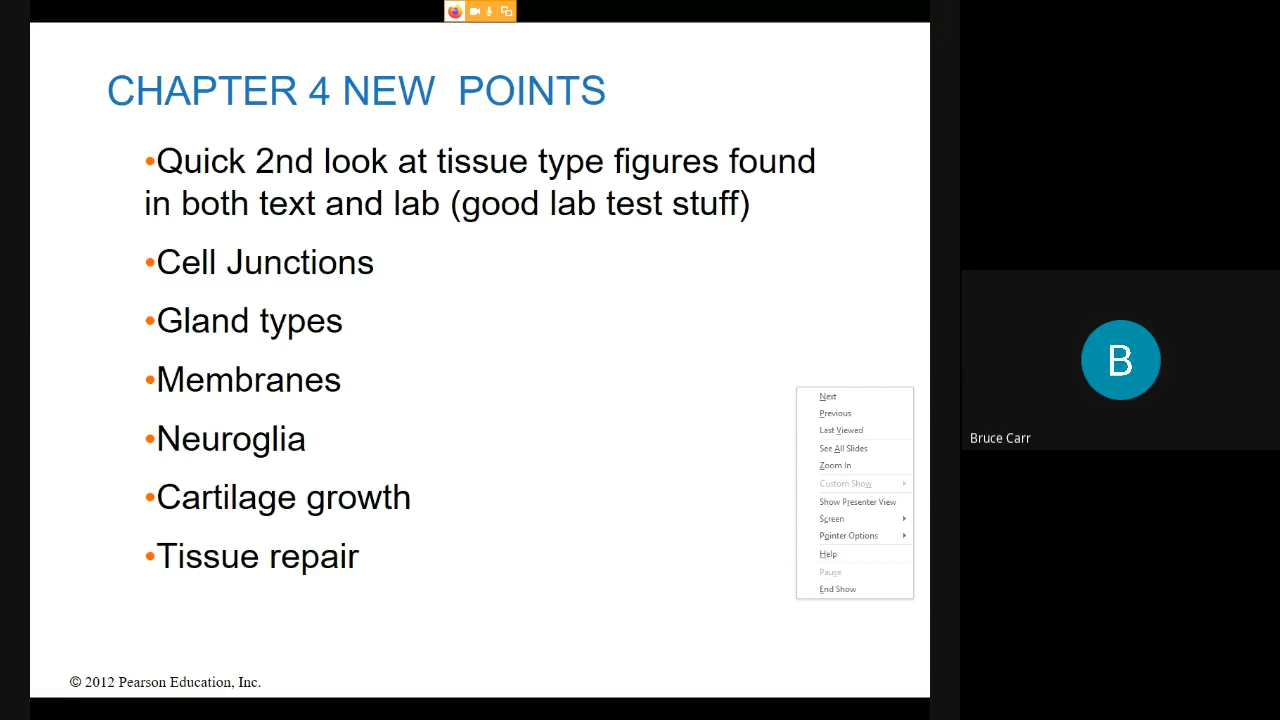 CHAPTER 4 NEW  POINTS
•Quick 2nd look at tissue type figures found
in both text and lab (good lab test stuff)
•Cell Junctions
•Gland types
•Membranes
•Neuroglia
•Cartilage growth
•Tissue repair
© 2012 Pearson Education, Inc.
Next
Previous
Last Viewed
See All Slides
Zoom In
Custom Show
Show Presenter View
Screen
Pointer Options
Help
Pause
End Show
B
Bruce Carr